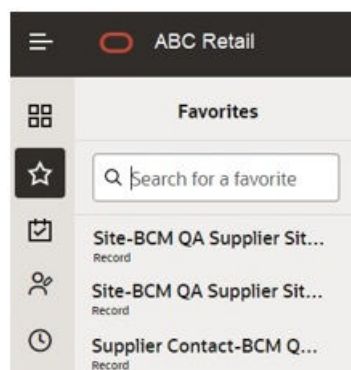 ABC Retail
Favorites
Search for a favorite
Site-BCM QA Supplier Sit...
Record
Site-BCM QA Supplier Sit...
Record
Supplier Contact-BCM Q...
Record